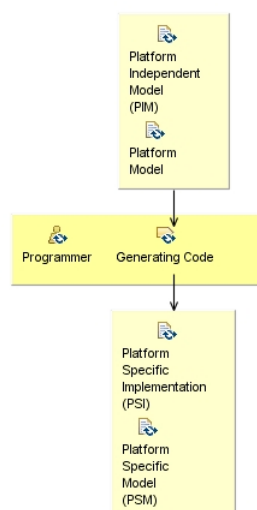 Platform
Independent
Model
(PIM)
Platform
Model
Programmer Generating Code
Platform
Specific
Implementation
(PSI)
Platform
Specific
Model
(PSM)